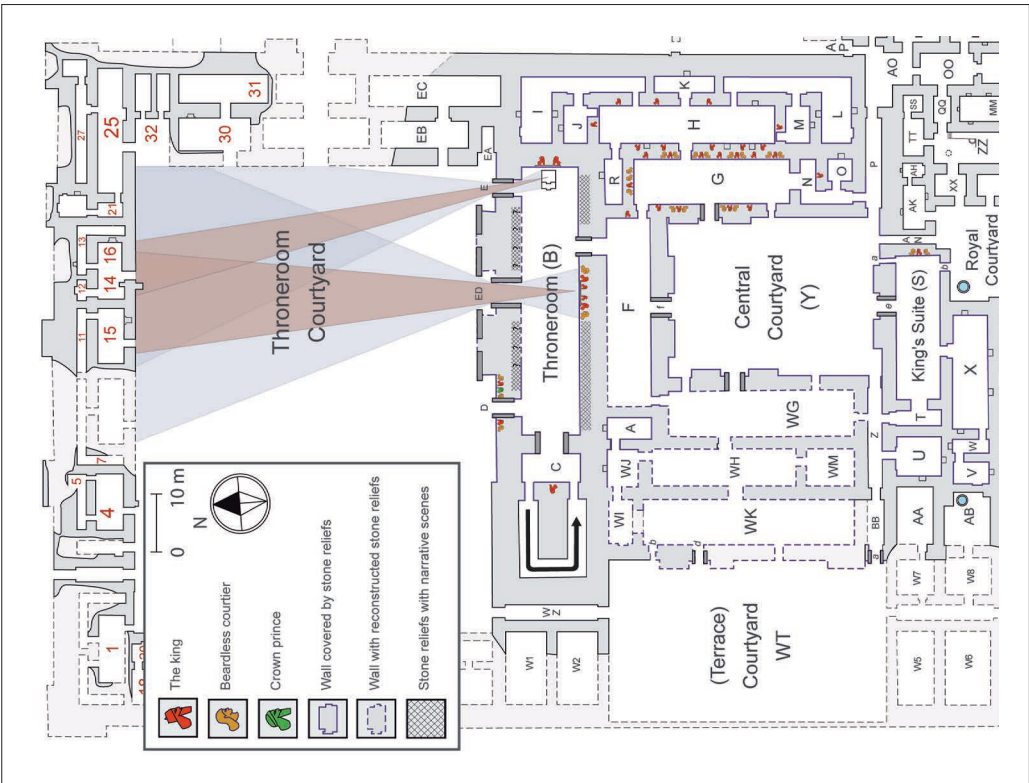 27
25
32
31
30
21
13
16
12
14
11
15
7
5
4
1
Throneroom
Courtyard
EC
EB
EA
E
ED
D
I
J
K
H
M
L
R
G
N
O
P
Throneroom (B)
C
F
f
Central
Courtyard
(Y)
A
WJ
WI
WH
WG
WM
WK
b
d
a
Z
BB
WZ
W1
W2
(Terrace)
Courtyard
WT
W5
W6
W7
W8
AA
AB
U
V
W
T
X
King's Suite (S)
e
a
b
AN
Royal
Courtyard
AK
AH
XX
ZZ
TT
SS
QQ
MM
OO
AO
N
0 10 m
The king
Beardless courtier
Crown prince
Wall covered by stone reliefs
Wall with reconstructed stone reliefs
Stone reliefs with narrative scenes